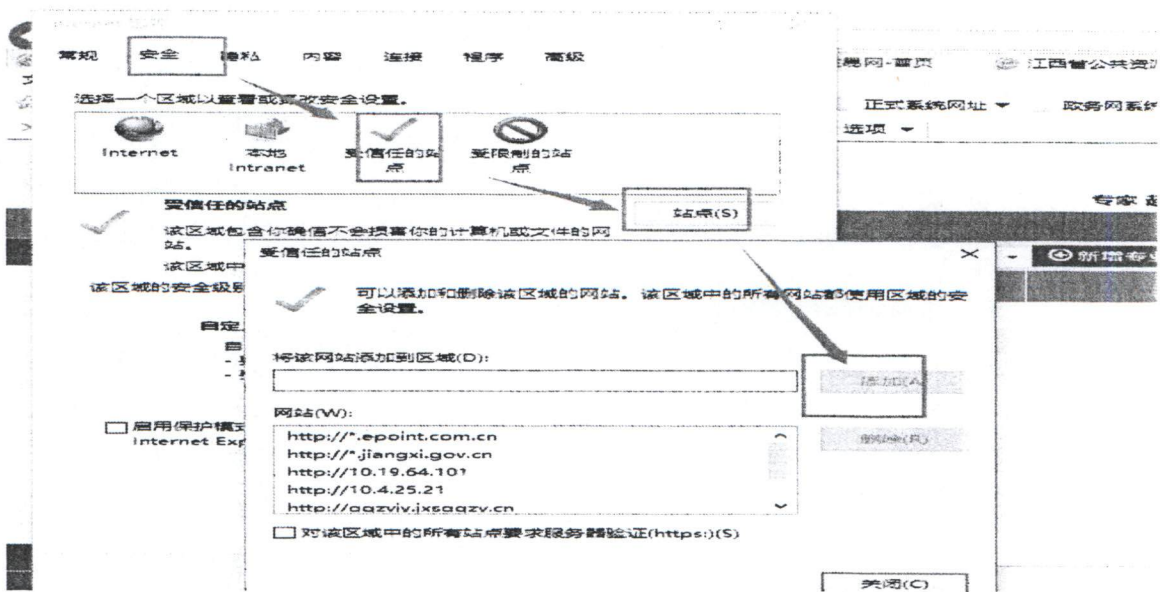 常规 安全 隐私 内容 连接 程序 高级
选择一个区域以查看或更改安全设置。
Internet
本地
Intranet
受信任的站
点
受限制的站
点
受信任的站点
站点(S)
该区域包含你确信不会损害你的计算机或文件的网
站。
该区域中
该区域的安全级别
自定
启用保护模式
Internet Exp
受信任的站点
可以添加和删除该区域的网站。该区域中的所有网站都使用区域的安
全设置。
将该网站添加到区域(D):
添加(A
网站(W):
http://*.epoint.com.cn
http://*.jiangxi.gov.cn
http://10.19.64.101
http://10.4.25.21
删除(R)
对该区域中的所有站点要求服务器验证(https:)(S)
关闭(C)
息网-首页
江西省公共资
正式系统网址
政务网系统
选项
专家
新增专业